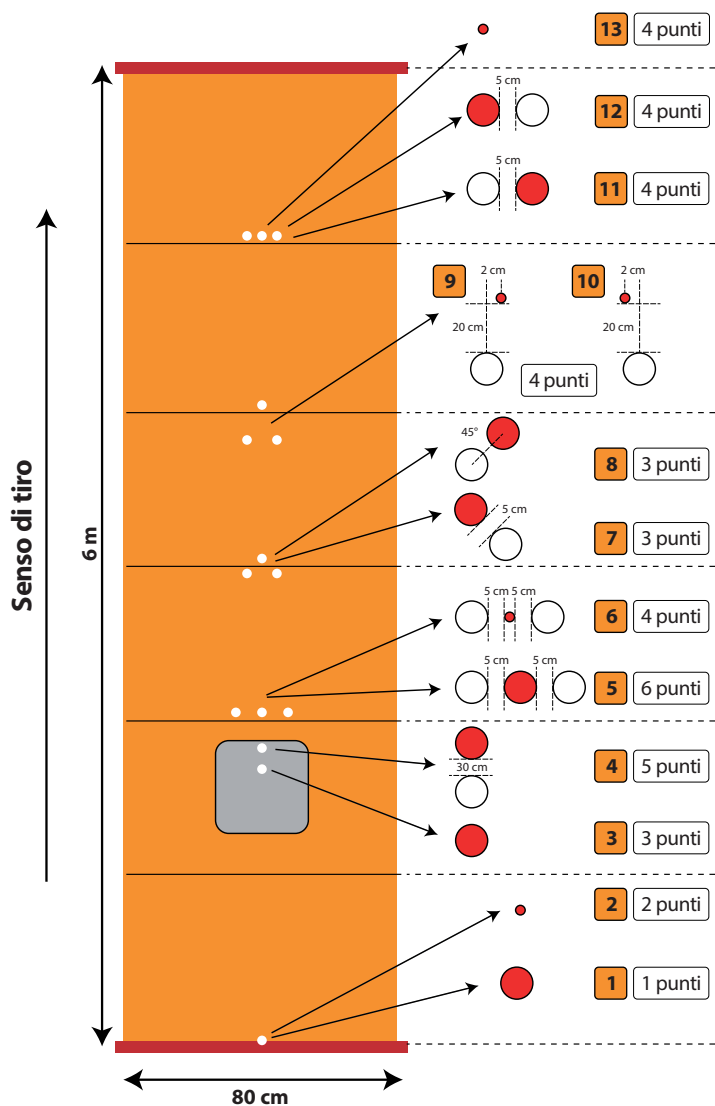 13 4 punti
5 cm
12 4 punti
5 cm
11 4 punti
9 2 cm 10 2 cm
20 cm 20 cm
4 punti
45°
8 3 punti
5 cm
7 3 punti
5 cm 5 cm
6 4 punti
5 cm 5 cm
5 6 punti
30 cm
4 5 punti
3 3 punti
2 2 punti
1 1 punti
Senso di tiro
6 m
80 cm